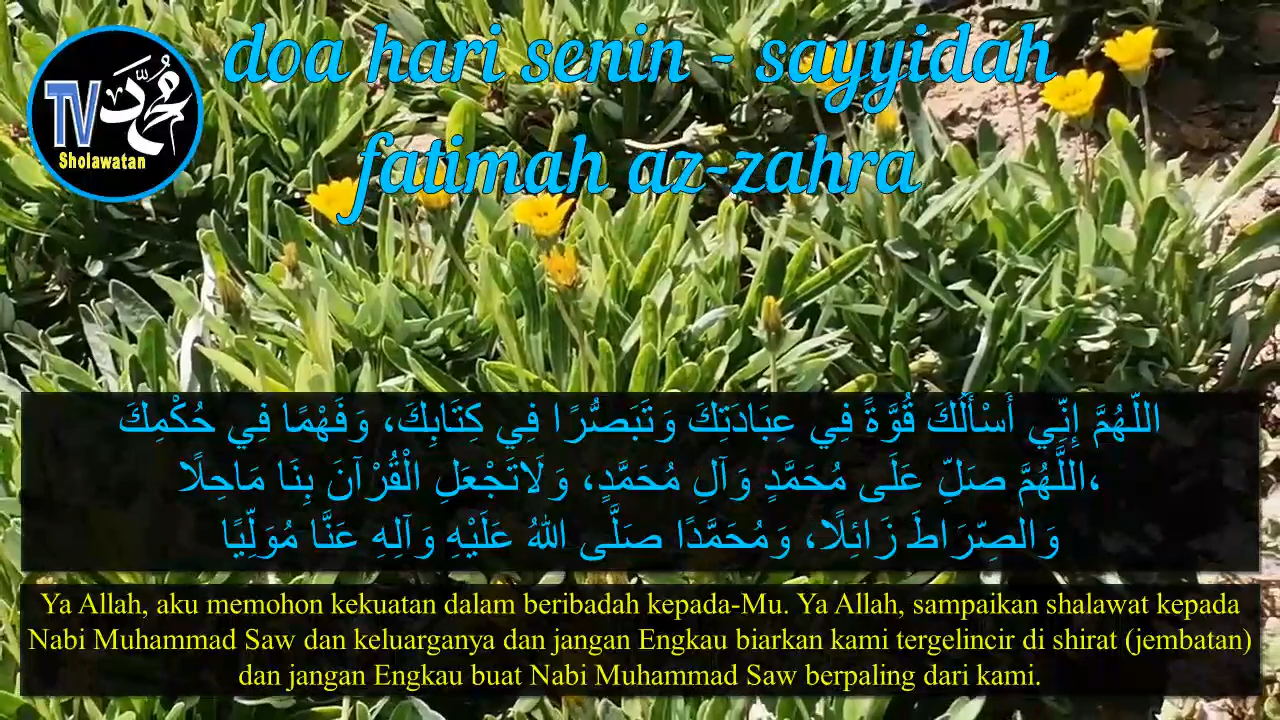 doa hari senin - sayyidah
fatimah az-zahra
محمد
TV
Sholawatan
اللّهُمَّ إِنِّي أَسْأَلُكَ قُوَّةً فِي عِبَادَتِكَ وَتَبَصُّرًا فِي كِتَابِكَ، وَفَهْمًا فِي حُكْمِكَ
،اللَّهُمَّ صَلِّ عَلَى مُحَمَّدٍ وَآلِ مُحَمَّدٍ، وَلَاتَجْعَلِ الْقُرْآنَ بِنَا مَاحِلًا
وَالصِّرَاطَ زَائِلًا، وَمُحَمَّدًا صَلَّى اللهُ عَلَيْهِ وَآلِهِ عَنَّا مُوَلِّيًا
Ya Allah, aku memohon kekuatan dalam beribadah kepada-Mu. Ya Allah, sampaikan shalawat kepada
Nabi Muhammad Saw dan keluarganya dan jangan Engkau biarkan kami tergelincir di shirat (jembatan)
dan jangan Engkau buat Nabi Muhammad Saw berpaling dari kami.